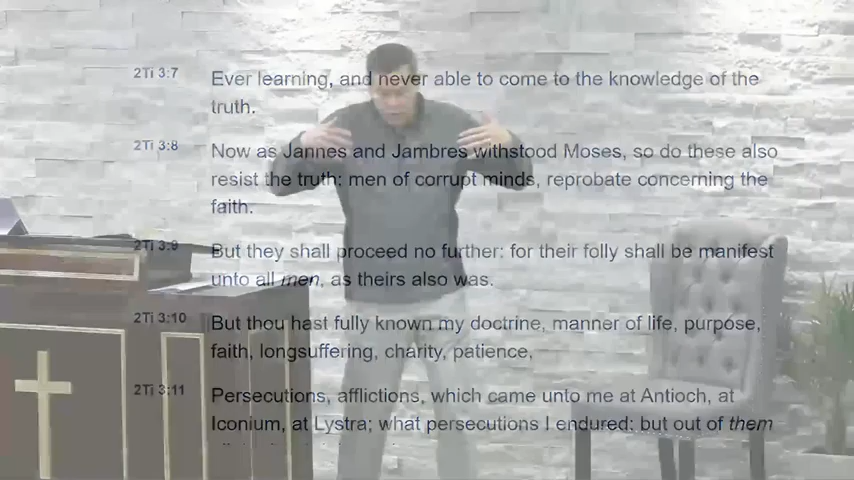 2Ti 3:7 Ever learning, and never able to come to the knowledge of the
truth.
2Ti 3:8 Now as Jannes and Jambres withstood Moses, so do these also
resist the truth: men of corrupt minds, reprobate concerning the
faith.
2Ti 3:9 But they shall proceed no further: for their folly shall be manifest
unto all men, as theirs also was.
2Ti 3:10 But thou hast fully known my doctrine, manner of life, purpose,
faith, longsuffering, charity, patience,
2Ti 3:11 Persecutions, afflictions, which came unto me at Antioch, at
Iconium, at Lystra; what persecutions I endured: but out of them